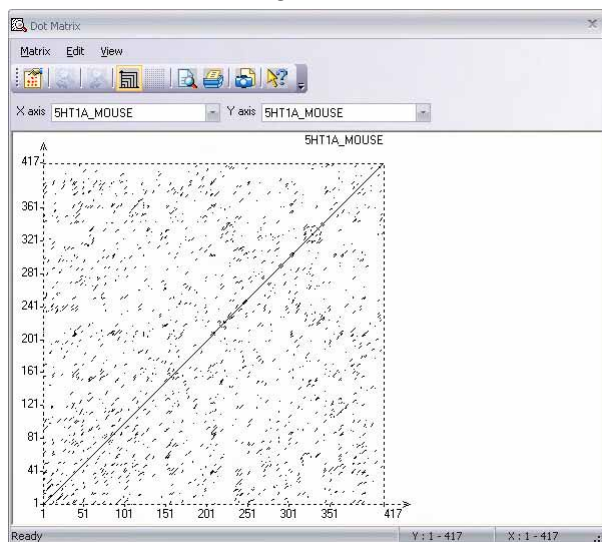 Dot Matrix
Matrix Edit View
X axis 5HT1A_MOUSE Y axis 5HT1A_MOUSE
5HT1A_MOUSE
417
361
321
281
241
201
161
121
81
41
1
1 51 101 151 201 251 301 351 417
Ready Y : 1 - 417 X : 1 - 417